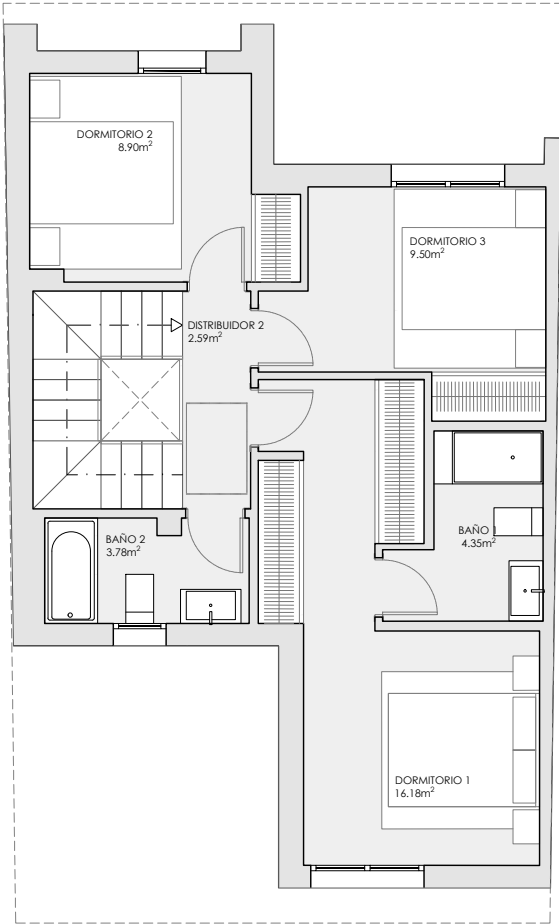 DORMITORIO 2
8.90m²
DORMITORIO 3
9.50m²
DISTRIBUIDOR 2
2.59m²
BAÑO 2
3.78m²
BAÑO 1
4.35m²
DORMITORIO 1
16.18m²